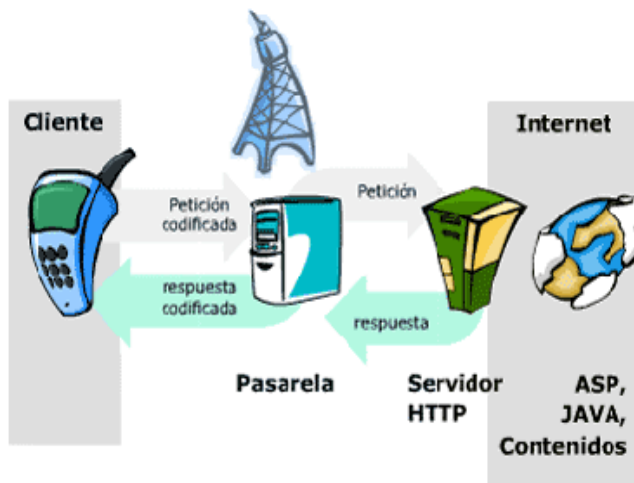 Cliente
Internet
Petición
codificada
Petición
respuesta
codificada
respuesta
Pasarela
Servidor
HTTP
ASP,
JAVA,
Contenidos